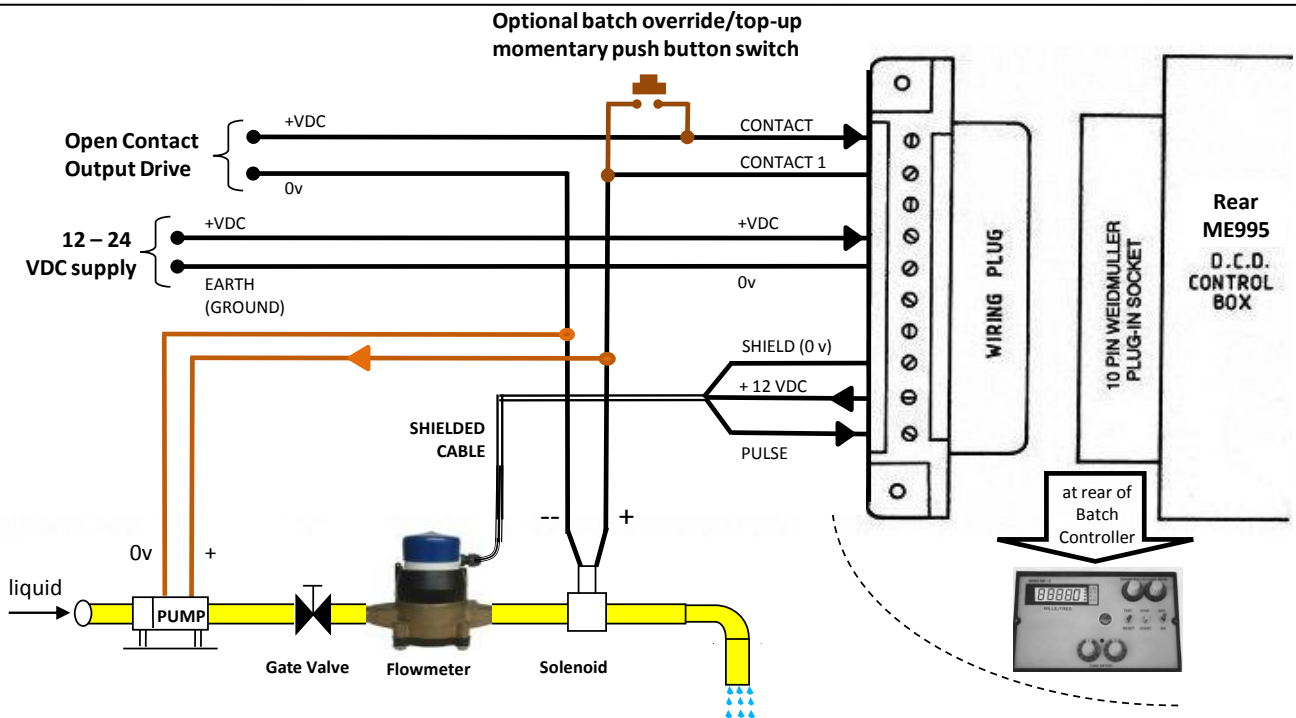 Optional batch override/top-up
momentary push button switch
Open Contact
Output Drive
+VDC
0v
CONTACT
CONTACT 1
12 – 24
VDC supply
+VDC
EARTH
(GROUND)
+VDC
0v
SHIELD (0 v)
+ 12 VDC
PULSE
SHIELDED
CABLE
WIRING PLUG
10 PIN WEIDMULLER
PLUG-IN SOCKET
Rear
ME995
D.C.D.
CONTROL
BOX
at rear of
Batch
Controller
-- +
0v +
liquid
PUMP
Gate Valve
Flowmeter
Solenoid
88880
MILLILITRES